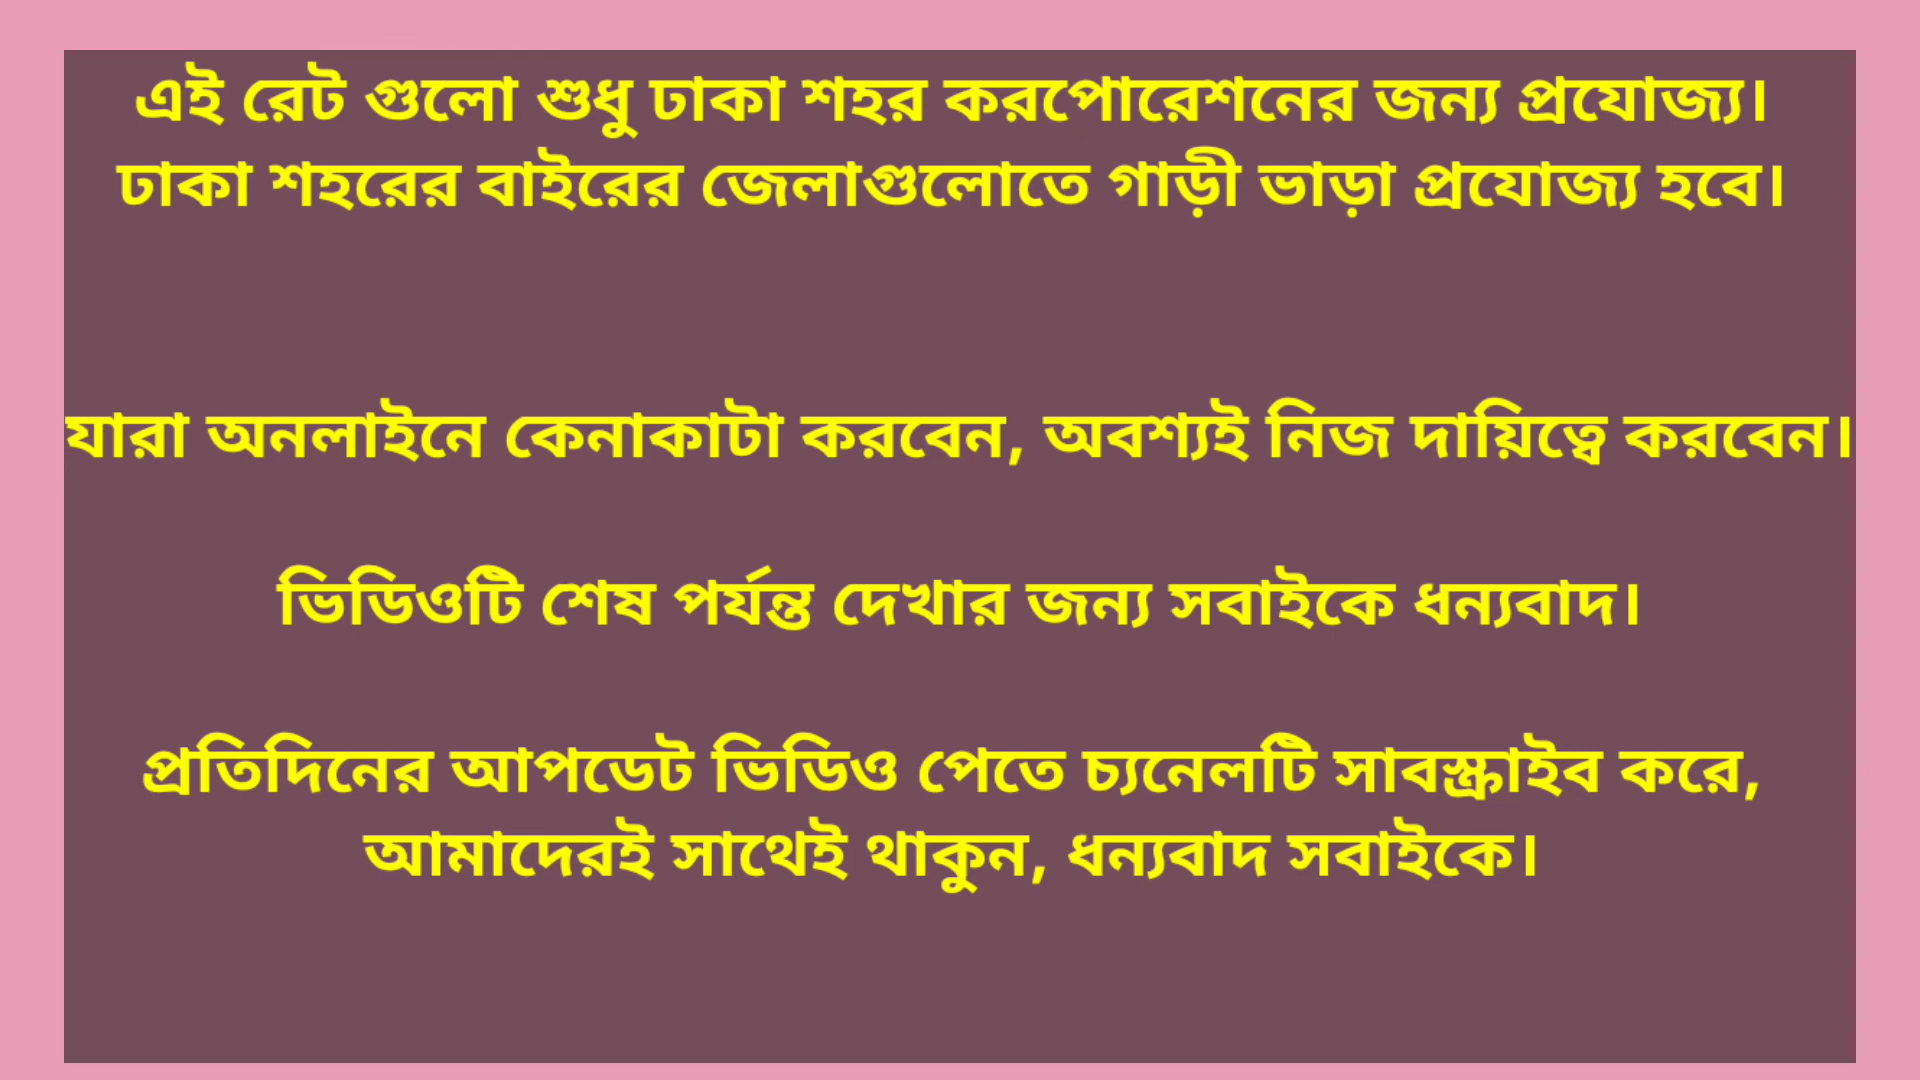 এই রেট গুলো শুধু ঢাকা শহর করপোরেশনের জন্য প্রযোজ্য।
ঢাকা শহরের বাইরের জেলাগুলোতে গাড়ী ভাড়া প্রযোজ্য হবে।
যারা অনলাইনে কেনাকাটা করবেন, অবশ্যই নিজ দায়িত্বে করবেন।
ভিডিওটি শেষ পর্যন্ত দেখার জন্য সবাইকে ধন্যবাদ।
প্রতিদিনের আপডেট ভিডিও পেতে চ্যনেলটি সাবস্ক্রাইব করে,
আমাদেরই সাথেই থাকুন, ধন্যবাদ সবাইকে।